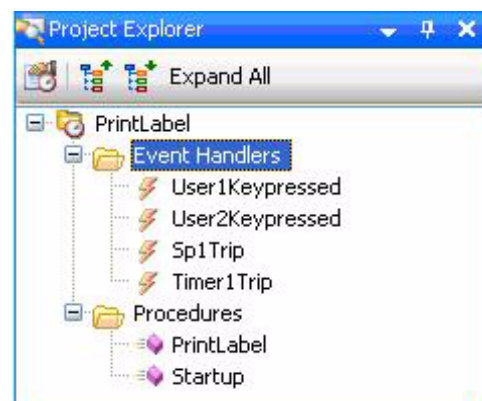 Project Explorer
Expand All
PrintLabel
Event Handlers
User1Keypressed
User2Keypressed
Sp1Trip
Timer1Trip
Procedures
PrintLabel
Startup